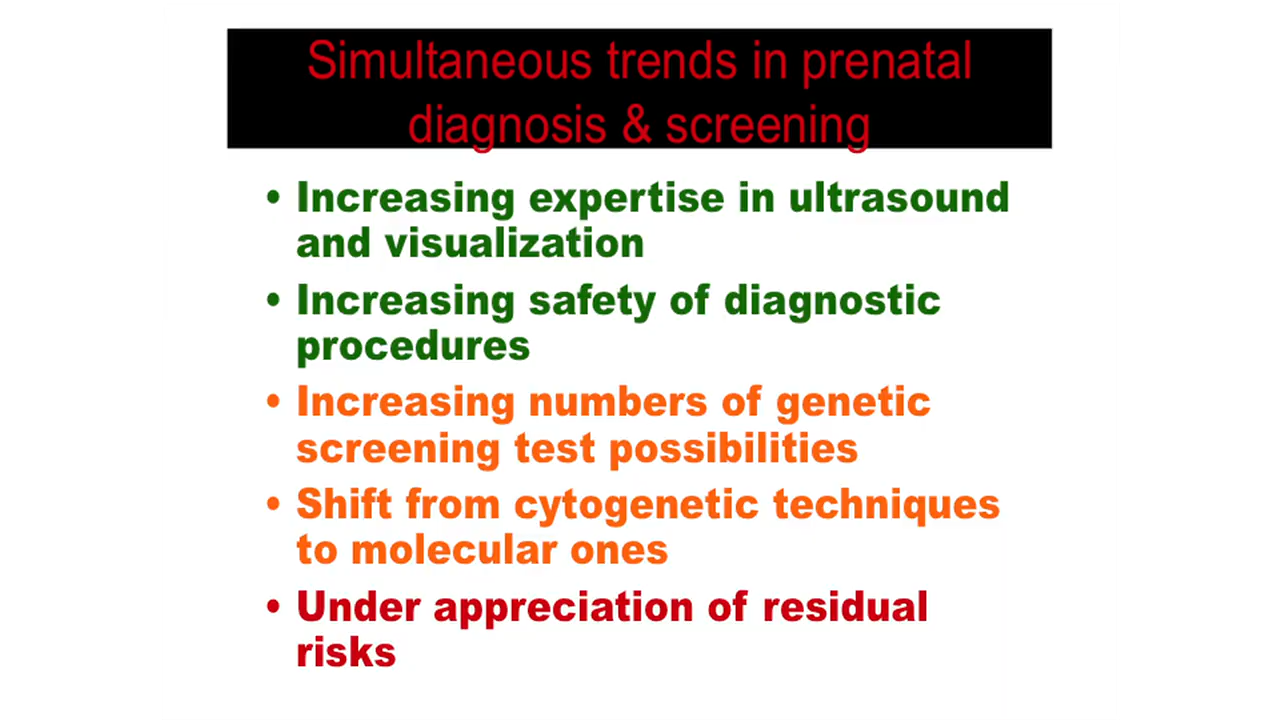 Simultaneous trends in prenatal
diagnosis & screening
• Increasing expertise in ultrasound
and visualization
• Increasing safety of diagnostic
procedures
• Increasing numbers of genetic
screening test possibilities
• Shift from cytogenetic techniques
to molecular ones
• Under appreciation of residual
risks